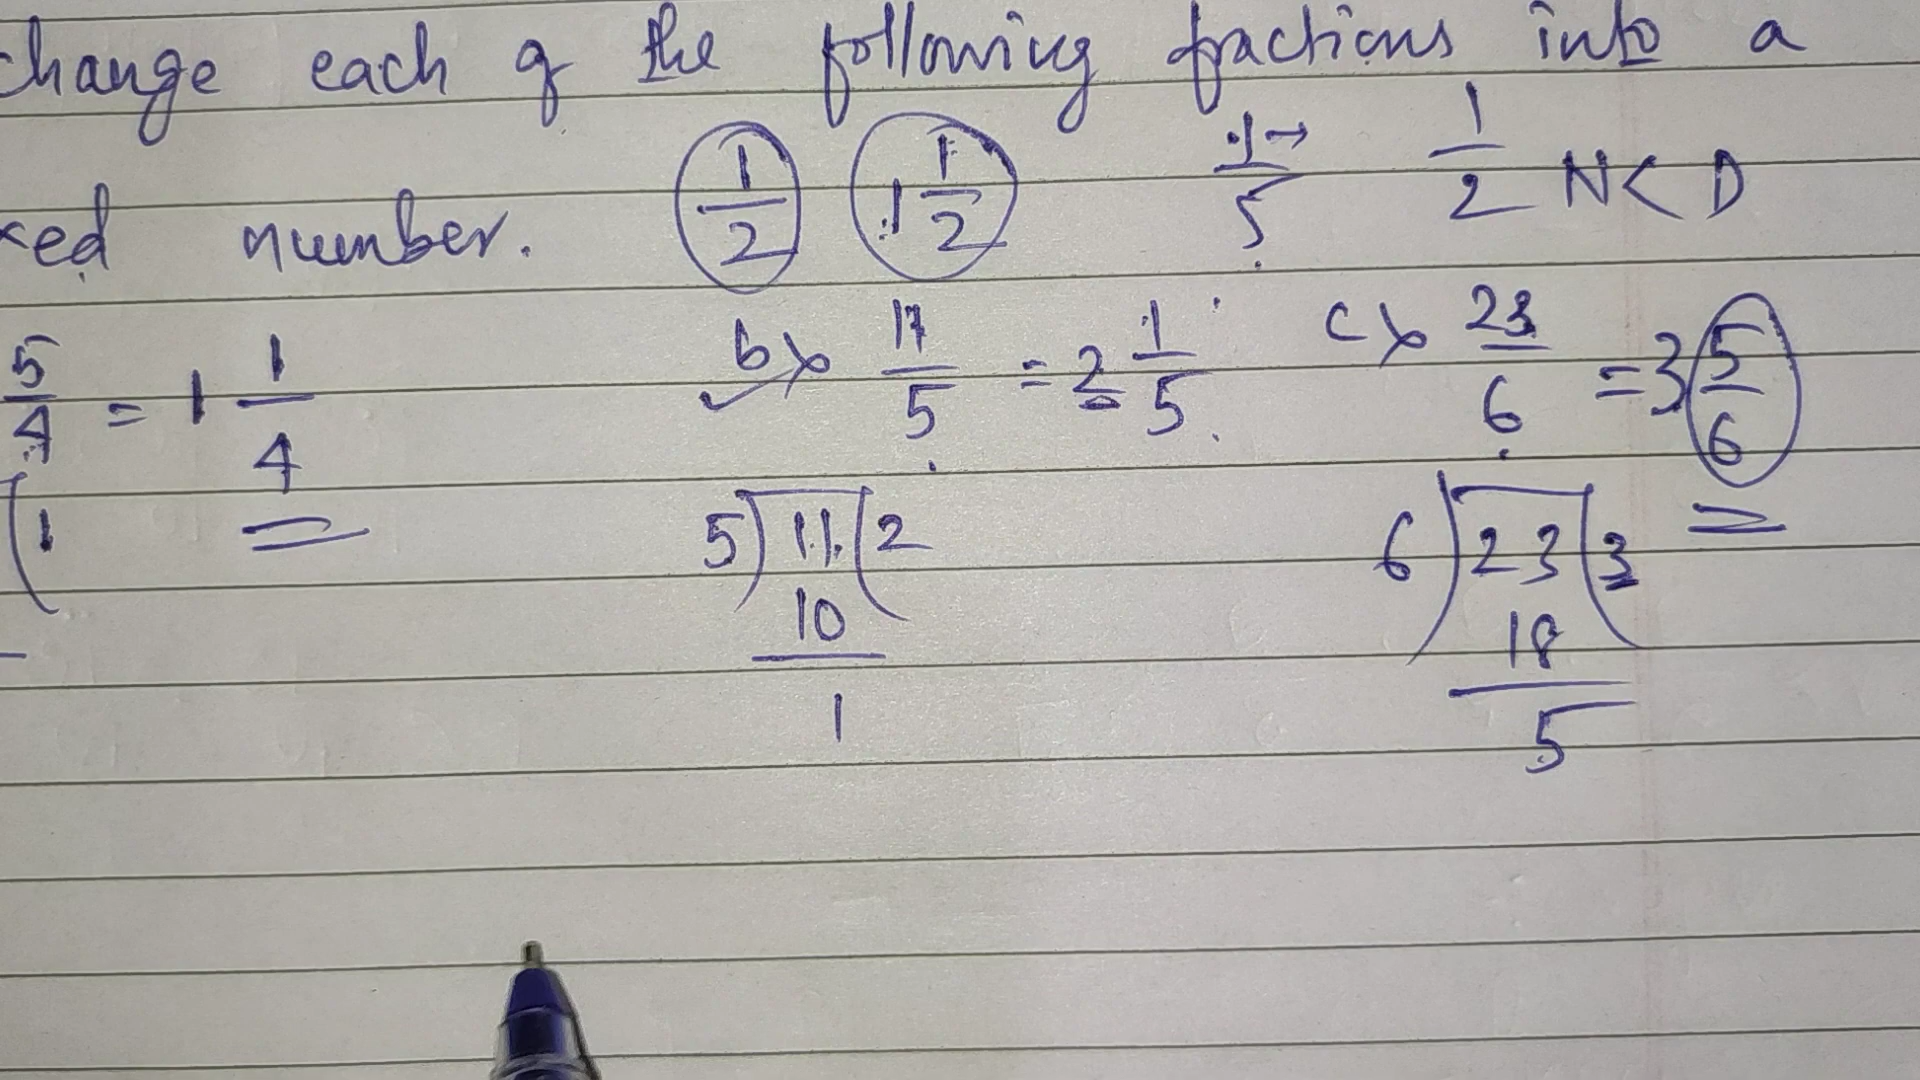 change each of the following fractions into a
xed number. 1/2 1 1/2 1/5 → 1/2 N < D
5/4 = 1 1/4 b) 11/5 = 2 1/5 c) 23/6 = 3 5/6
(1 5) 11 (2 6) 23 (3
10 18
1 5